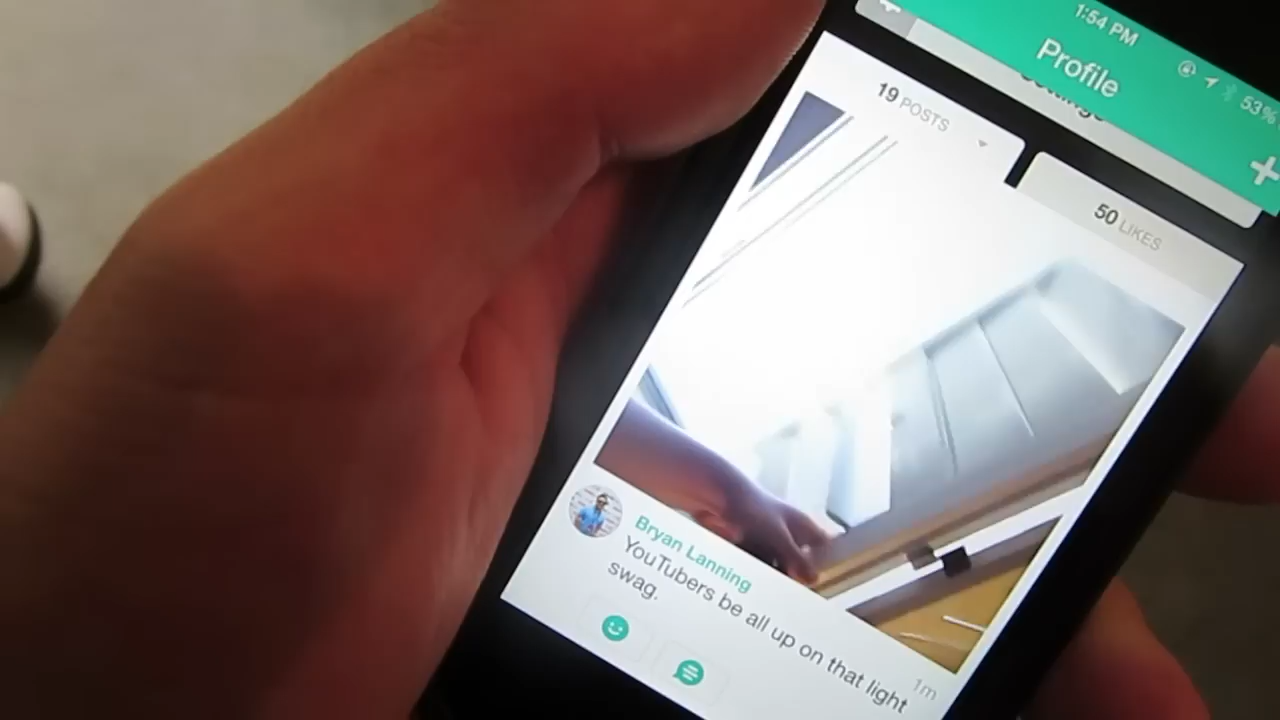 1:54 PM
53%
Profile
Settings
19 POSTS
50 LIKES
Bryan Lanning
YouTubers be all up on that light
swag.
1m